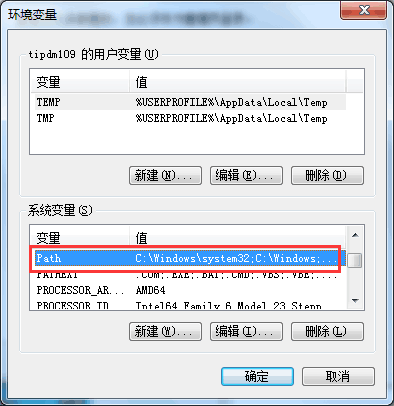 环境变量
tipdm109 的用户变量(U)
变量 值
TEMP %USERPROFILE%\AppData\Local\Temp
TMP %USERPROFILE%\AppData\Local\Temp
新建(N)... 编辑(E)... 删除(D)
系统变量(S)
变量 值
Path C:\Windows\system32;C:\Windows;...
PATHEXT .COM;.EXE;.BAT;.CMD;.VBS;.VBE;....
PROCESSOR_AR... AMD64
PROCESSOR_ID Intel64 Family 6 Model 23 Stepp
新建(W)... 编辑(I)... 删除(L)
确定 取消